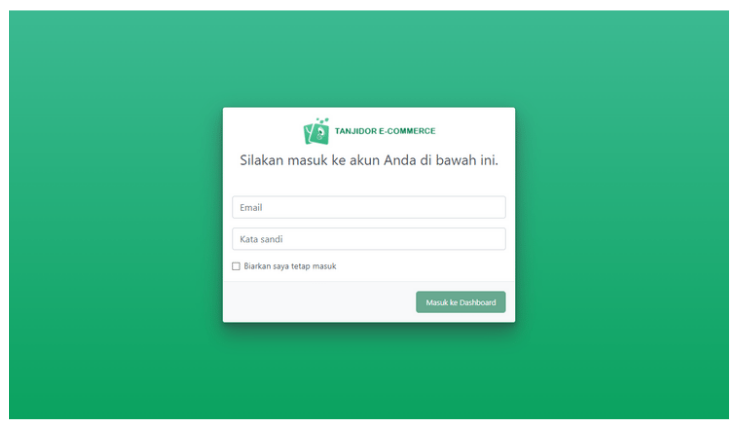 TANJIDOR E-COMMERCE
Silakan masuk ke akun Anda di bawah ini.
Email
Kata sandi
Biarkan saya tetap masuk
Masuk ke Dashboard